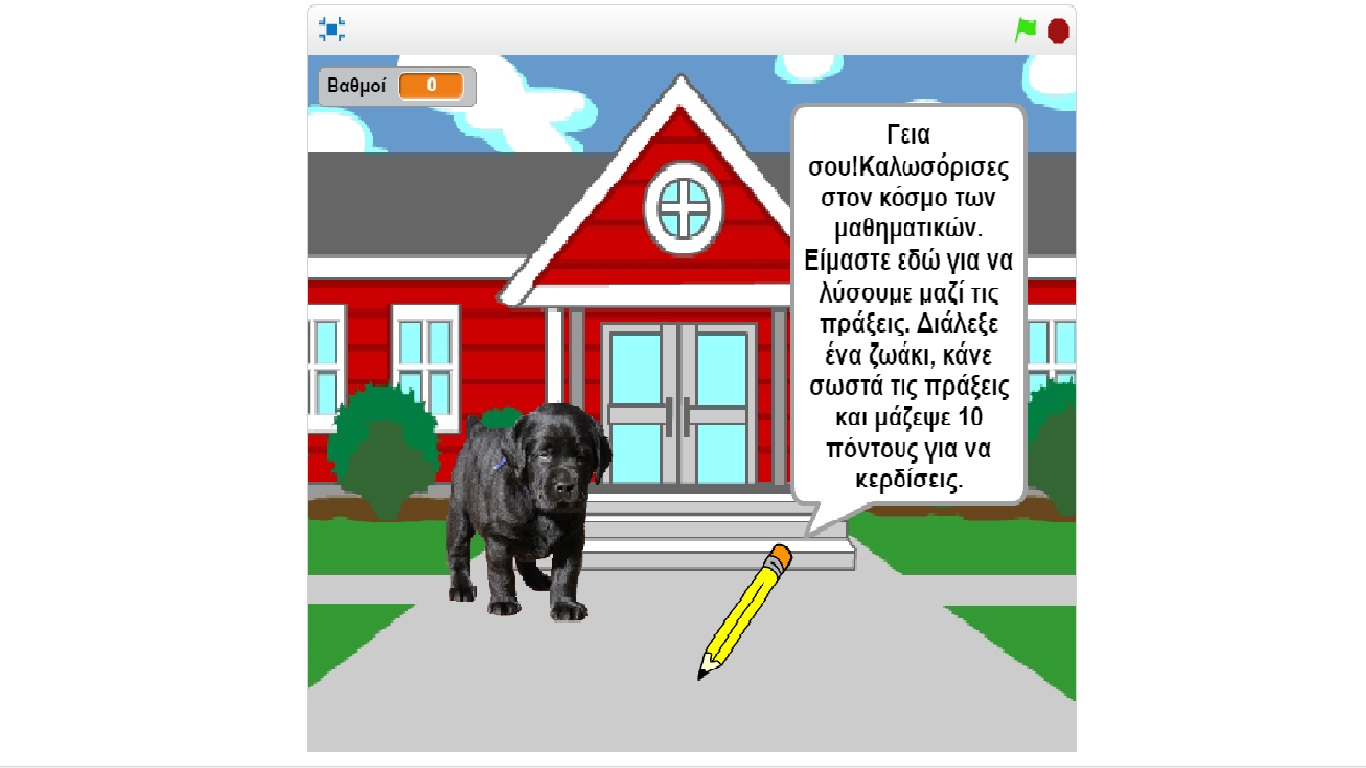 Βαθμοί 0
Γεια
σου!Καλωσόρισες
στον κόσμο των
μαθηματικών.
Είμαστε εδώ για να
λύσουμε μαζί τις
πράξεις. Διάλεξε
ένα ζωάκι, κάνε
σωστά τις πράξεις
και μάζεψε 10
πόντους για να
κερδίσεις.